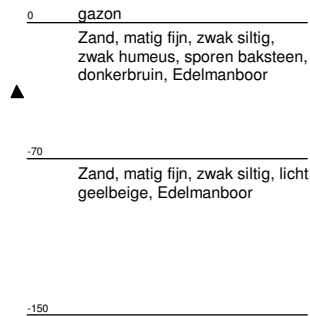 0 gazon
Zand, matig fijn, zwak siltig,
zwak humeus, sporen baksteen,
donkerbruin, Edelmanboor
-70
Zand, matig fijn, zwak siltig, licht
geelbeige, Edelmanboor
-150